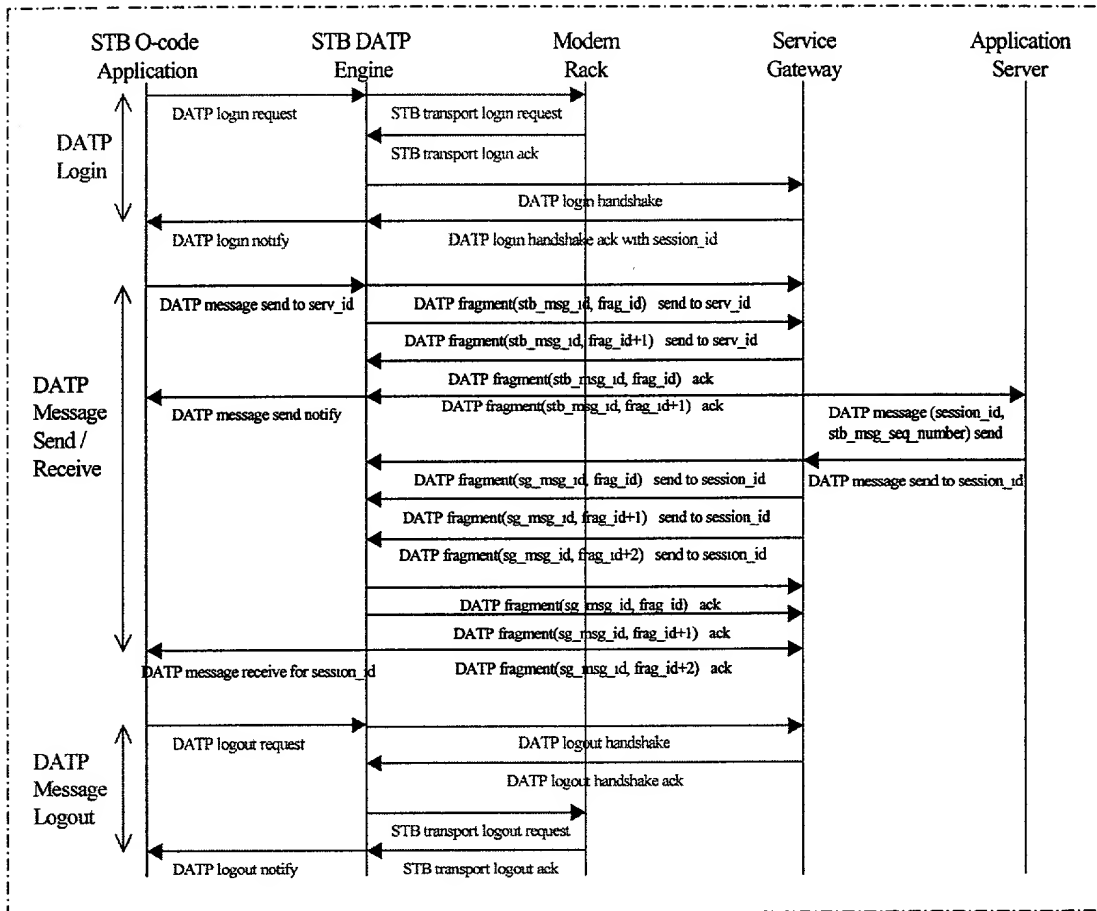 STB O-code
Application
STB DATP
Engine
Modem
Rack
Service
Gateway
Application
Server
DATP
Login
DATP login request
STB transport login request
STB transport login ack
DATP login handshake
DATP login notify
DATP login handshake ack with session_id
DATP
Message
Send /
Receive
DATP message send to serv_id
DATP fragment(stb_msg_id, frag_id) send to serv_id
DATP fragment(stb_msg_id, frag_id+1) send to serv_id
DATP fragment(stb_msg_id, frag_id) ack
DATP message send notify
DATP fragment(stb_msg_id, frag_id+1) ack
DATP message (session_id,
stb_msg_seq_number) send
DATP fragment(sg_msg_id, frag_id) send to session_id
DATP message send to session_id
DATP fragment(sg_msg_id, frag_id+1) send to session_id
DATP fragment(sg_msg_id, frag_id+2) send to session_id
DATP fragment(sg_msg_id, frag_id) ack
DATP fragment(sg_msg_id, frag_id+1) ack
DATP message receive for session_id
DATP fragment(sg_msg_id, frag_id+2) ack
DATP
Message
Logout
DATP logout request
DATP logout handshake
DATP logout handshake ack
STB transport logout request
DATP logout notify
STB transport logout ack